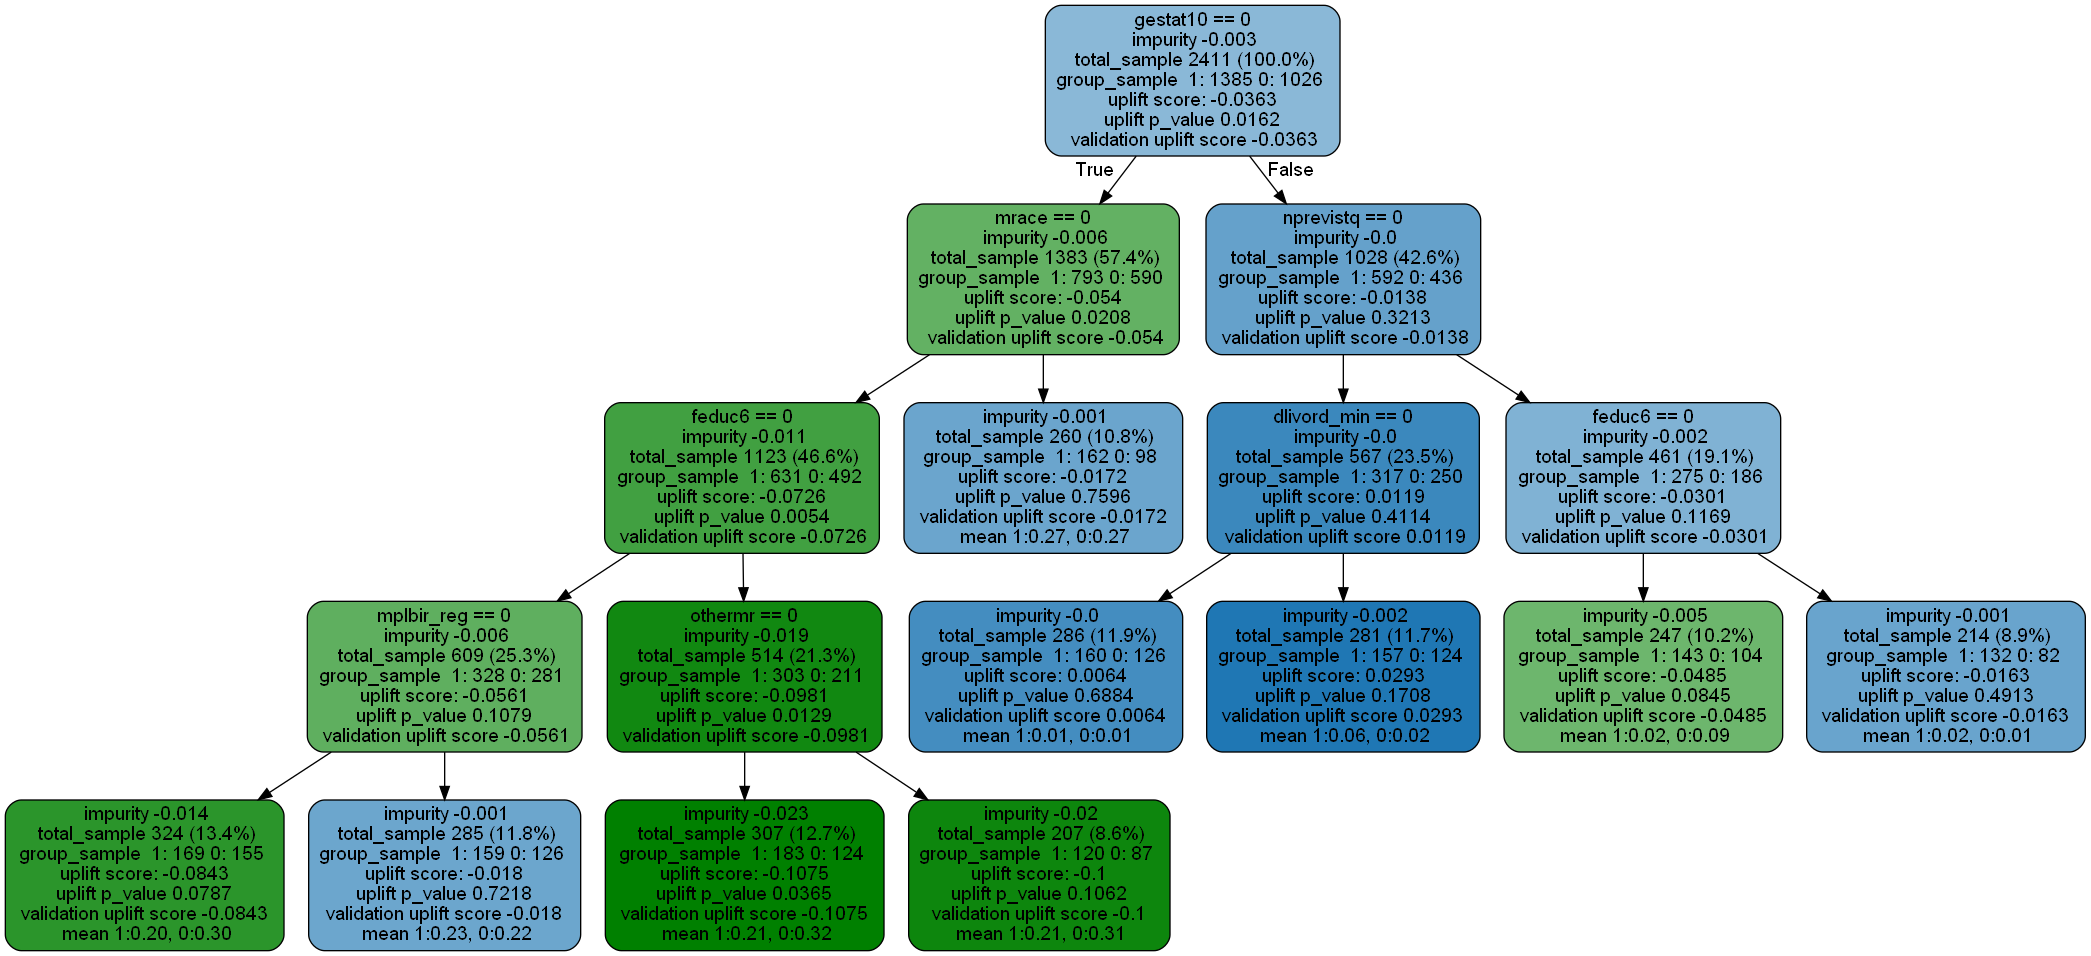 gestat10 == 0
impurity -0.003
total_sample 2411 (100.0%)
group_sample 1: 1385 0: 1026
uplift score: -0.0363
uplift p_value 0.0162
validation uplift score -0.0363
True
False
mrace == 0
impurity -0.006
total_sample 1383 (57.4%)
group_sample 1: 793 0: 590
uplift score: -0.054
uplift p_value 0.0208
validation uplift score -0.054
nprevistq == 0
impurity -0.0
total_sample 1028 (42.6%)
group_sample 1: 592 0: 436
uplift score: -0.0138
uplift p_value 0.3213
validation uplift score -0.0138
feduc6 == 0
impurity -0.011
total_sample 1123 (46.6%)
group_sample 1: 631 0: 492
uplift score: -0.0726
uplift p_value 0.0054
validation uplift score -0.0726
impurity -0.001
total_sample 260 (10.8%)
group_sample 1: 162 0: 98
uplift score: -0.0172
uplift p_value 0.7596
validation uplift score -0.0172
mean 1:0.27, 0:0.27
dlivord_min == 0
impurity -0.0
total_sample 567 (23.5%)
group_sample 1: 317 0: 250
uplift score: 0.0119
uplift p_value 0.4114
validation uplift score 0.0119
feduc6 == 0
impurity -0.002
total_sample 461 (19.1%)
group_sample 1: 275 0: 186
uplift score: -0.0301
uplift p_value 0.1169
validation uplift score -0.0301
mplbir_reg == 0
impurity -0.006
total_sample 609 (25.3%)
group_sample 1: 328 0: 281
uplift score: -0.0561
uplift p_value 0.1079
validation uplift score -0.0561
othermr == 0
impurity -0.019
total_sample 514 (21.3%)
group_sample 1: 303 0: 211
uplift score: -0.0981
uplift p_value 0.0129
validation uplift score -0.0981
impurity -0.0
total_sample 286 (11.9%)
group_sample 1: 160 0: 126
uplift score: 0.0064
uplift p_value 0.6884
validation uplift score 0.0064
mean 1:0.01, 0:0.01
impurity -0.002
total_sample 281 (11.7%)
group_sample 1: 157 0: 124
uplift score: 0.0293
uplift p_value 0.1708
validation uplift score 0.0293
mean 1:0.06, 0:0.02
impurity -0.005
total_sample 247 (10.2%)
group_sample 1: 143 0: 104
uplift score: -0.0485
uplift p_value 0.0845
validation uplift score -0.0485
mean 1:0.02, 0:0.09
impurity -0.001
total_sample 214 (8.9%)
group_sample 1: 132 0: 82
uplift score: -0.0163
uplift p_value 0.4913
validation uplift score -0.0163
mean 1:0.02, 0:0.01
impurity -0.014
total_sample 324 (13.4%)
group_sample 1: 169 0: 155
uplift score: -0.0843
uplift p_value 0.0787
validation uplift score -0.0843
mean 1:0.20, 0:0.30
impurity -0.001
total_sample 285 (11.8%)
group_sample 1: 159 0: 126
uplift score: -0.018
uplift p_value 0.7218
validation uplift score -0.018
mean 1:0.23, 0:0.22
impurity -0.023
total_sample 307 (12.7%)
group_sample 1: 183 0: 124
uplift score: -0.1075
uplift p_value 0.0365
validation uplift score -0.1075
mean 1:0.21, 0:0.32
impurity -0.02
total_sample 207 (8.6%)
group_sample 1: 120 0: 87
uplift score: -0.1
uplift p_value 0.1062
validation uplift score -0.1
mean 1:0.21, 0:0.31